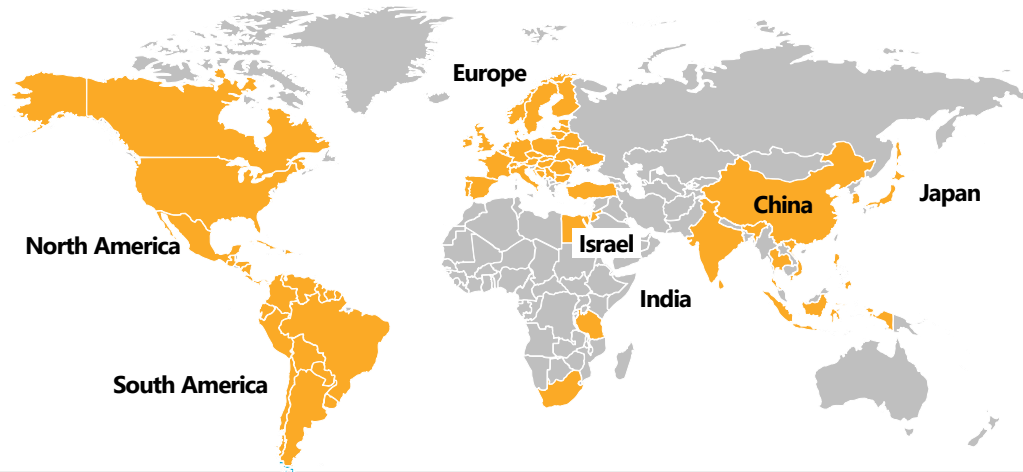 Europe
Japan
China
Israel
North America
India
South America